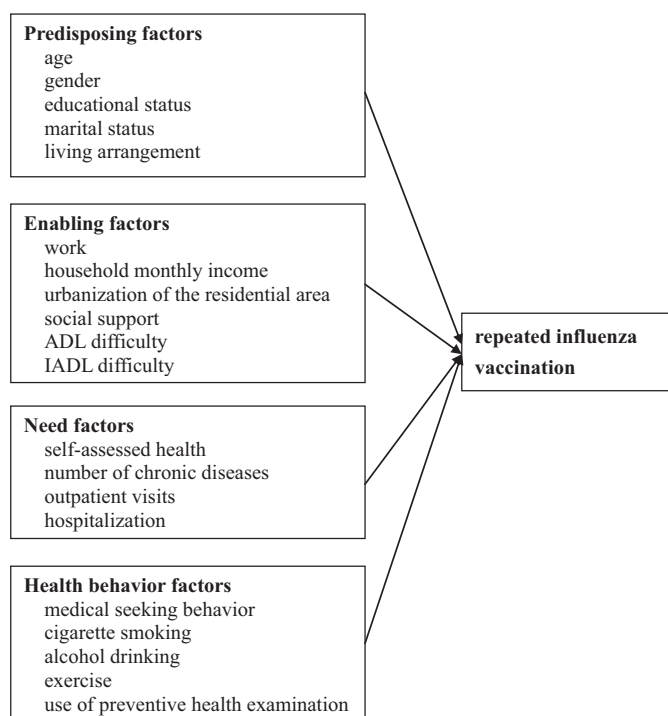 Predisposing factors
age
gender
educational status
marital status
living arrangement
Enabling factors
work
household monthly income
urbanization of the residential area
social support
ADL difficulty
IADL difficulty
Need factors
self-assessed health
number of chronic diseases
outpatient visits
hospitalization
Health behavior factors
medical seeking behavior
cigarette smoking
alcohol drinking
exercise
use of preventive health examination
repeated influenza
vaccination